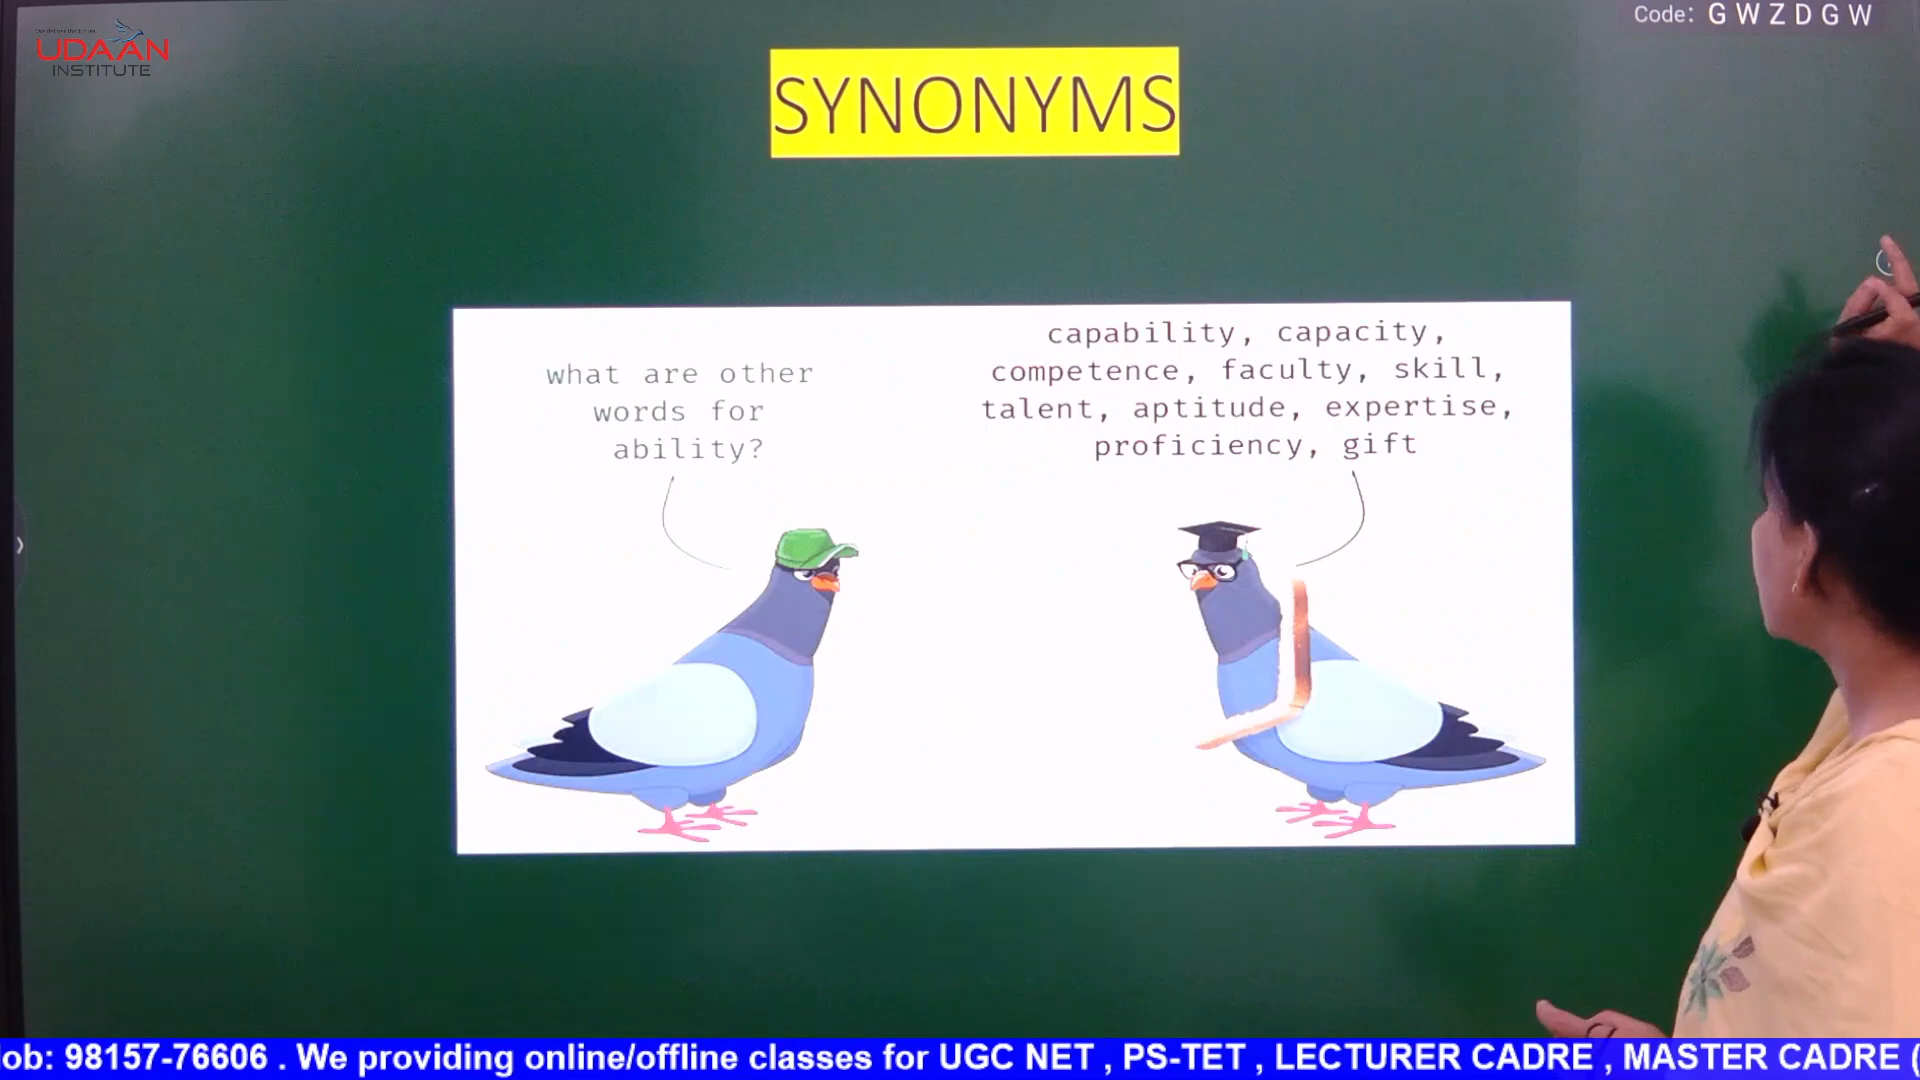 Code: GWZDGW
UDAAN
INSTITUTE
SYNONYMS
what are other
words for
ability?
capability, capacity,
competence, faculty, skill,
talent, aptitude, expertise,
proficiency, gift
ob: 98157-76606 . We providing online/offline classes for UGC NET , PS-TET , LECTURER CADRE , MASTER CADRE (